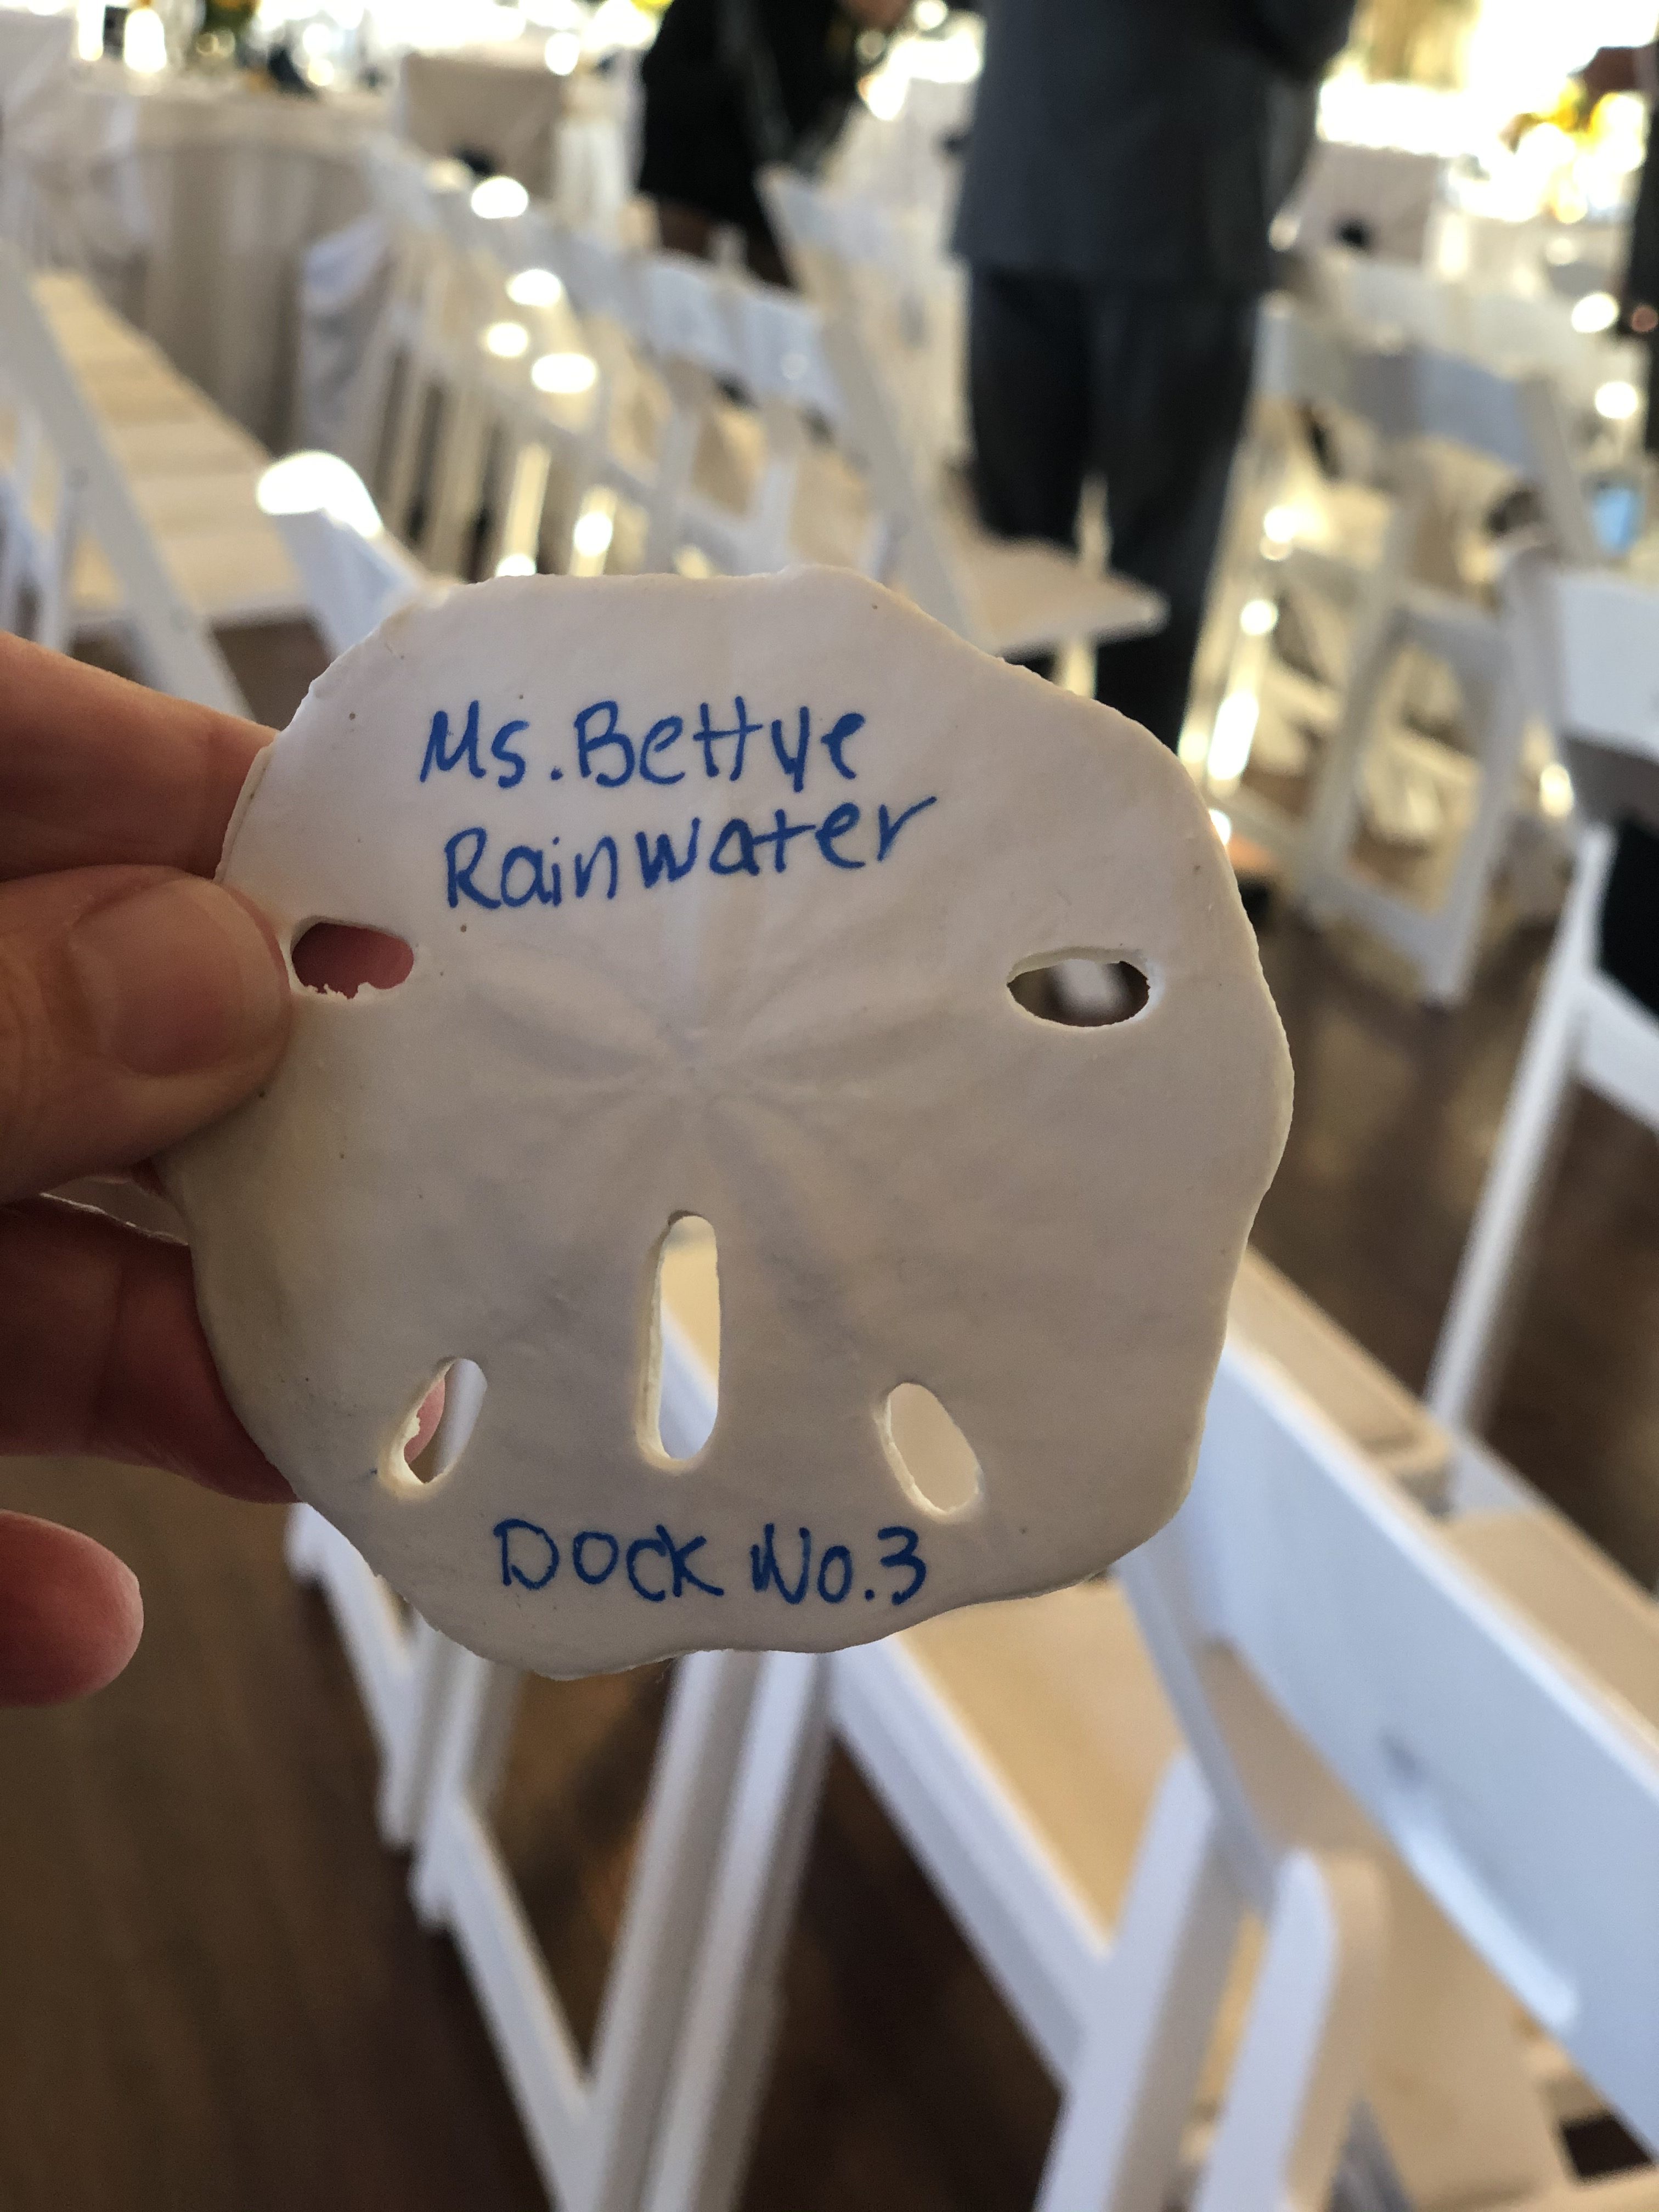 Ms. Bettye
Rainwater
Dock No. 3